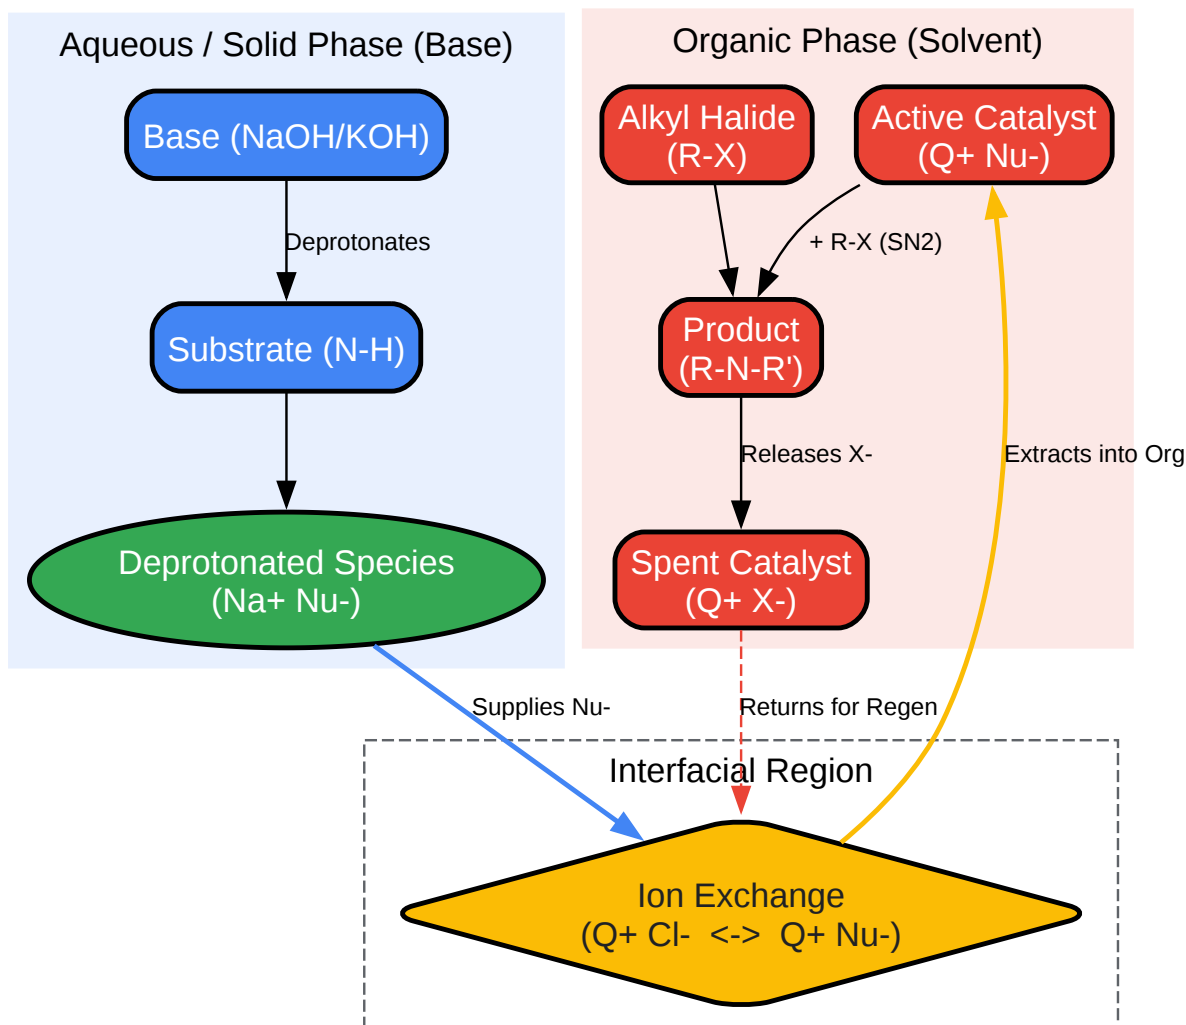 Aqueous / Solid Phase (Base)
Base (NaOH/KOH)
Deprotonates
Substrate (N-H)
Deprotonated Species
(Na+ Nu-)
Supplies Nu-
Organic Phase (Solvent)
Alkyl Halide
(R-X)
Active Catalyst
(Q+ Nu-)
+ R-X (SN2)
Product
(R-N-R')
Releases X-
Extracts into Org
Spent Catalyst
(Q+ X-)
Returns for Regen
Interfacial Region
Ion Exchange
(Q+ Cl-  <->  Q+ Nu-)